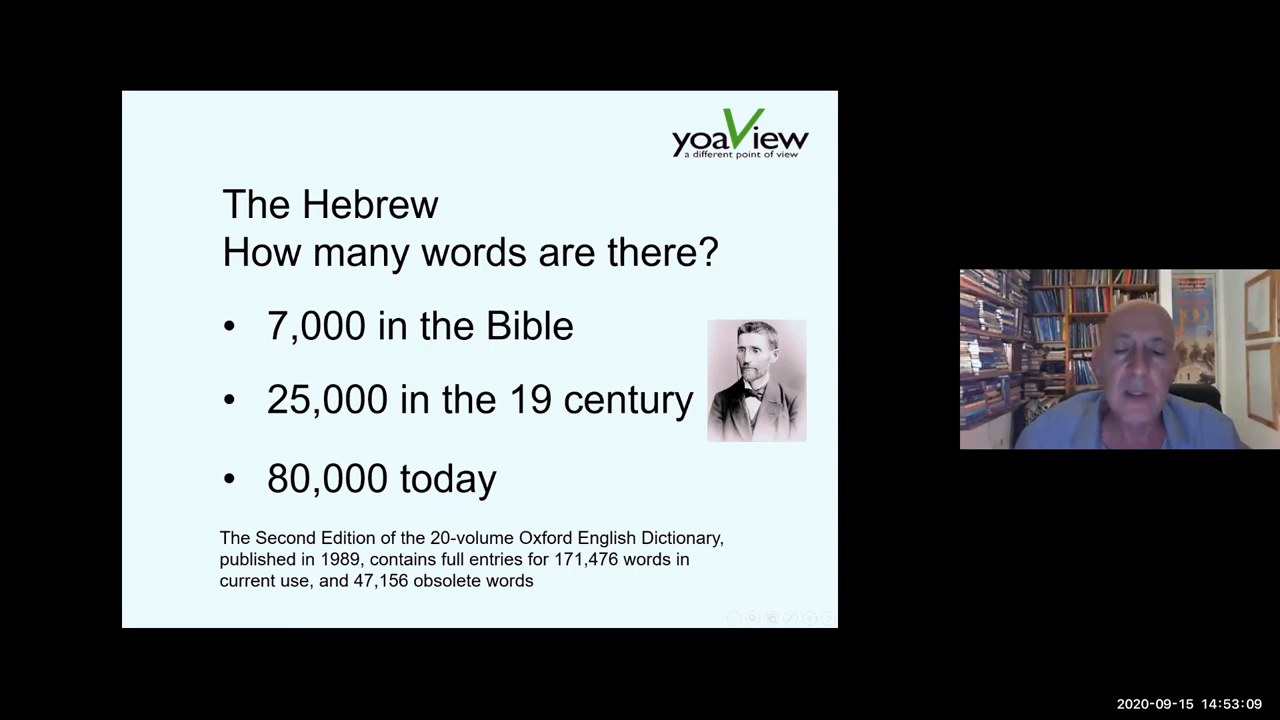 yoaView
a different point of view
The Hebrew
How many words are there?
• 7,000 in the Bible
• 25,000 in the 19 century
• 80,000 today
The Second Edition of the 20-volume Oxford English Dictionary,
published in 1989, contains full entries for 171,476 words in
current use, and 47,156 obsolete words
2020-09-15 14:53:09